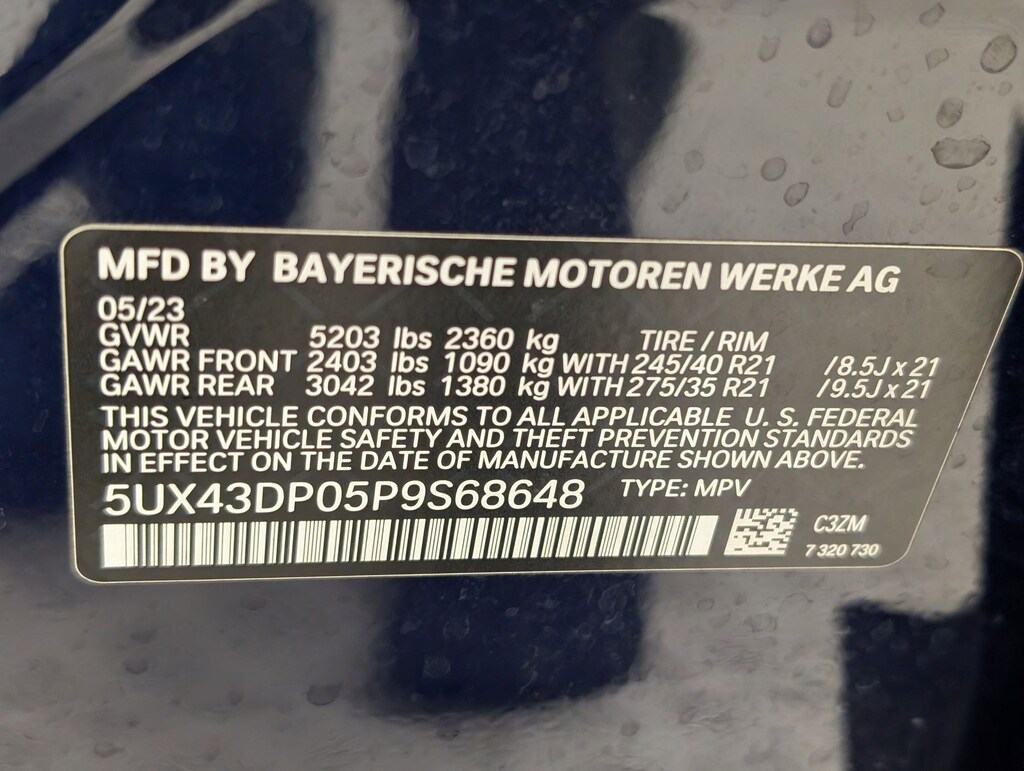 MFD BY BAYERISCHE MOTOREN WERKE AG
05/23
GVWR 5203 lbs 2360 kg TIRE / RIM
GAWR FRONT 2403 lbs 1090 kg WITH 245/40 R21 /8.5J x 21
GAWR REAR 3042 lbs 1380 kg WITH 275/35 R21 /9.5J x 21
THIS VEHICLE CONFORMS TO ALL APPLICABLE U. S. FEDERAL
MOTOR VEHICLE SAFETY AND THEFT PREVENTION STANDARDS
IN EFFECT ON THE DATE OF MANUFACTURE SHOWN ABOVE.
5UX43DP05P9S68648 TYPE: MPV
C3ZM
7 320 730